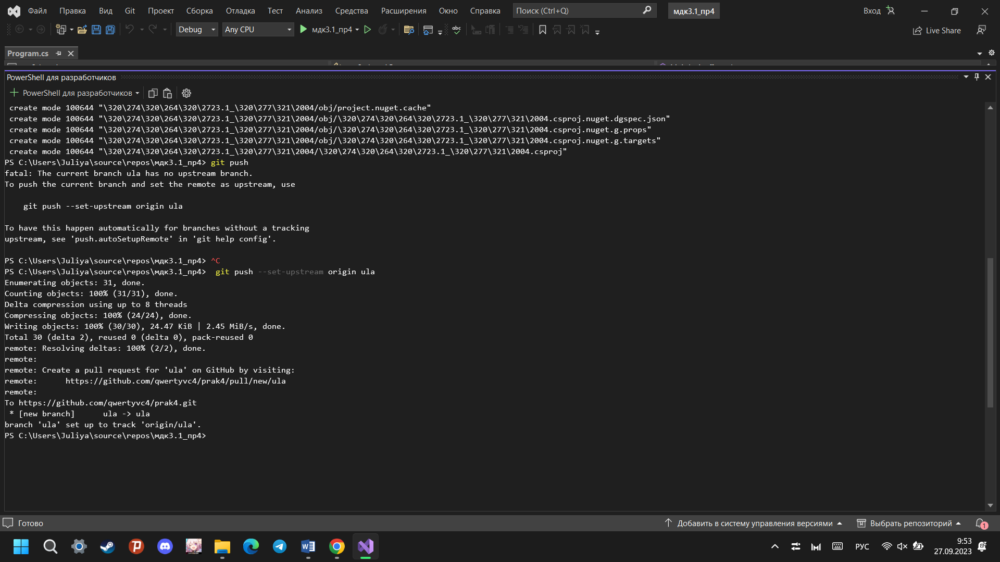 Файл Правка Вид Git Проект Сборка Отладка Тест Анализ Средства Расширения Окно Справка Поиск (Ctrl+Q) мдк3.1_пр4 Вход
Debug Any CPU мдк3.1_пр4 Live Share
Program.cs
PowerShell для разработчиков
PowerShell для разработчиков
create mode 100644 "\320\274\320\264\320\2723.1_\320\277\321\2004/obj/project.nuget.cache"
create mode 100644 "\320\274\320\264\320\2723.1_\320\277\321\2004/obj/\320\274\320\264\320\2723.1_\320\277\321\2004.csproj.nuget.dgspec.json"
create mode 100644 "\320\274\320\264\320\2723.1_\320\277\321\2004/obj/\320\274\320\264\320\2723.1_\320\277\321\2004.csproj.nuget.g.props"
create mode 100644 "\320\274\320\264\320\2723.1_\320\277\321\2004/obj/\320\274\320\264\320\2723.1_\320\277\321\2004.csproj.nuget.g.targets"
create mode 100644 "\320\274\320\264\320\2723.1_\320\277\321\2004/\320\274\320\264\320\2723.1_\320\277\321\2004.csproj"
PS C:\Users\Juliya\source\repos\мдк3.1_пр4> git push
fatal: The current branch ula has no upstream branch.
To push the current branch and set the remote as upstream, use
git push --set-upstream origin ula
To have this happen automatically for branches without a tracking
upstream, see 'push.autoSetupRemote' in 'git help config'.
PS C:\Users\Juliya\source\repos\мдк3.1_пр4> ^C
PS C:\Users\Juliya\source\repos\мдк3.1_пр4> git push --set-upstream origin ula
Enumerating objects: 31, done.
Counting objects: 100% (31/31), done.
Delta compression using up to 8 threads
Compressing objects: 100% (24/24), done.
Writing objects: 100% (30/30), 24.47 KiB | 2.45 MiB/s, done.
Total 30 (delta 2), reused 0 (delta 0), pack-reused 0
remote: Resolving deltas: 100% (2/2), done.
remote:
remote: Create a pull request for 'ula' on GitHub by visiting:
remote: https://github.com/qwertyvc4/prak4/pull/new/ula
remote:
To https://github.com/qwertyvc4/prak4.git
* [new branch] ula -> ula
branch 'ula' set up to track 'origin/ula'.
PS C:\Users\Juliya\source\repos\мдк3.1_пр4>
Готово Добавить в систему управления версиями Выбрать репозиторий 1
РУС 9:53
27.09.2023